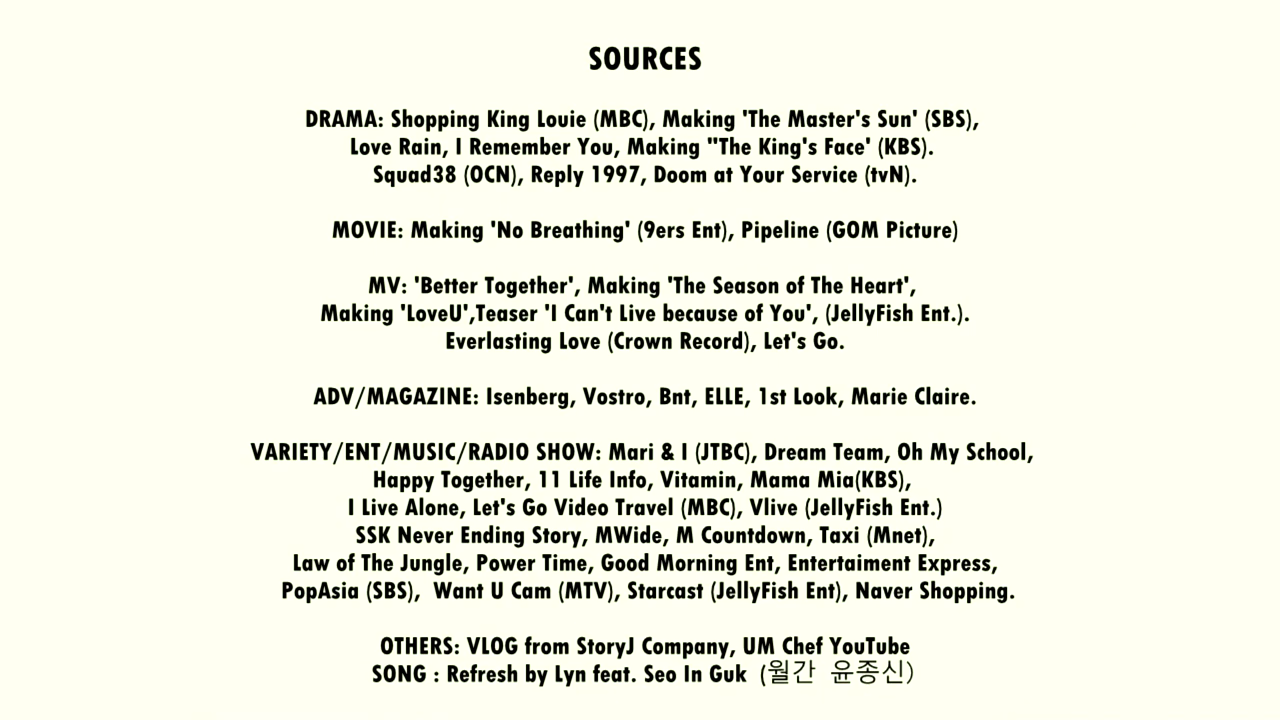 SOURCES
DRAMA: Shopping King Louie (MBC), Making 'The Master's Sun' (SBS),
Love Rain, I Remember You, Making "The King's Face' (KBS).
Squad38 (OCN), Reply 1997, Doom at Your Service (tvN).
MOVIE: Making 'No Breathing' (9ers Ent), Pipeline (GOM Picture)
MV: 'Better Together', Making 'The Season of The Heart',
Making 'LoveU',Teaser 'I Can't Live because of You', (JellyFish Ent.).
Everlasting Love (Crown Record), Let's Go.
ADV/MAGAZINE: Isenberg, Vostro, Bnt, ELLE, 1st Look, Marie Claire.
VARIETY/ENT/MUSIC/RADIO SHOW: Mari & I (JTBC), Dream Team, Oh My School,
Happy Together, 11 Life Info, Vitamin, Mama Mia(KBS),
I Live Alone, Let's Go Video Travel (MBC), Vlive (JellyFish Ent.)
SSK Never Ending Story, MWide, M Countdown, Taxi (Mnet),
Law of The Jungle, Power Time, Good Morning Ent, Entertaiment Express,
PopAsia (SBS), Want U Cam (MTV), Starcast (JellyFish Ent), Naver Shopping.
OTHERS: VLOG from StoryJ Company, UM Chef YouTube
SONG : Refresh by Lyn feat. Seo In Guk (월간 윤종신)